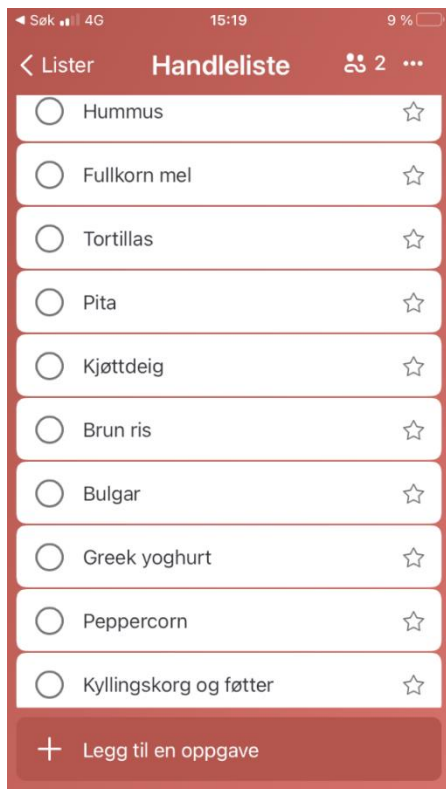 Søk 4G 15:19 9 %
Lister Handleliste 2
Hummus
Fullkorn mel
Tortillas
Pita
Kjøttdeig
Brun ris
Bulgar
Greek yoghurt
Peppercorn
Kyllingskorg og føtter
Legg til en oppgave